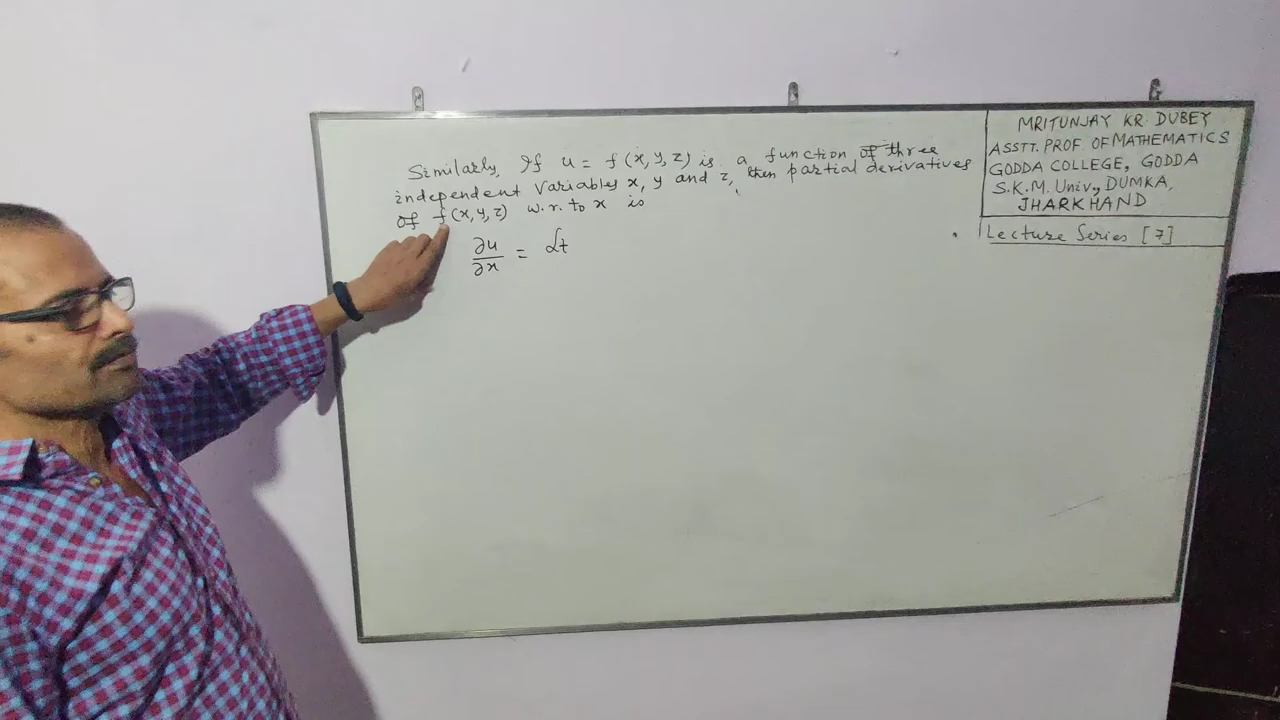 Similarly, If u = f(x, y, z) is a function of three
independent variables x, y and z, then partial derivatives
of f(x, y, z) w.r. to x is
∂u/∂x = Lt
MRITUNJAY KR. DUBEY
ASSTT. PROF. OF MATHEMATICS
GODDA COLLEGE, GODDA
S.K.M. Univ., DUMKA,
JHARKHAND
Lecture Series [7]